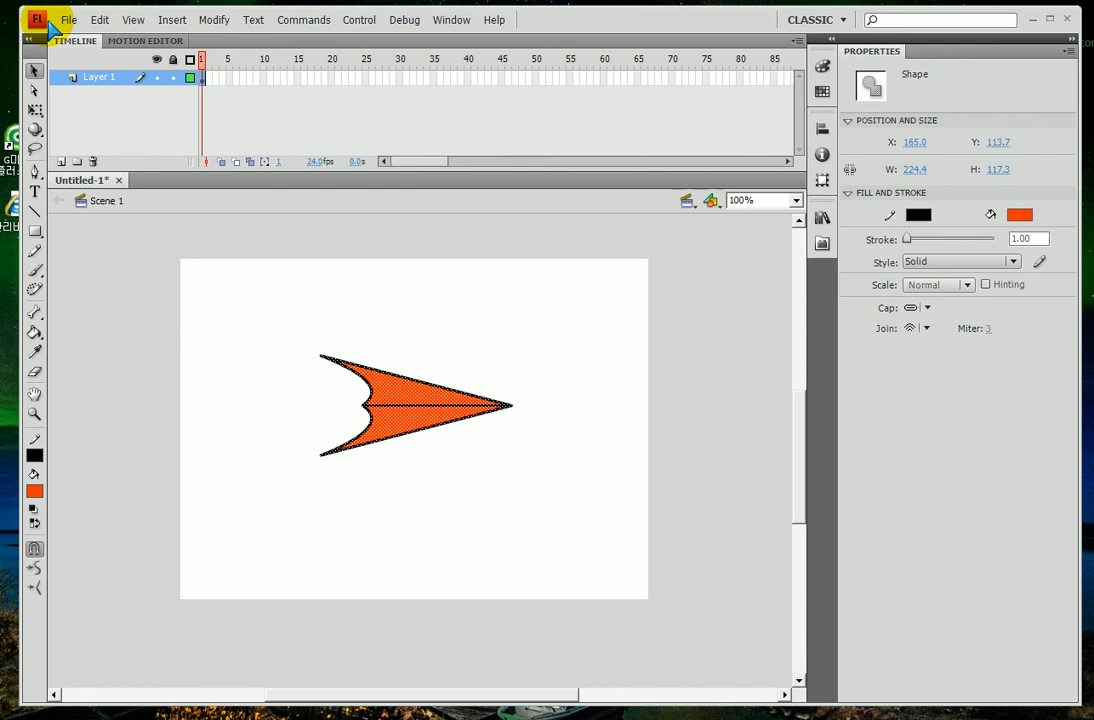 Fl File Edit View Insert Modify Text Commands Control Debug Window Help CLASSIC
TIMELINE MOTION EDITOR
1 5 10 15 20 25 30 35 40 45 50 55 60 65 70 75 80 85
Layer 1
1 24.0fps 0.0s
Untitled-1*
Scene 1 100%
PROPERTIES
Shape
POSITION AND SIZE
X: 165.0 Y: 113.7
W: 224.4 H: 117.3
FILL AND STROKE
Stroke: 1.00
Style: Solid
Scale: Normal Hinting
Cap:
Join: Miter: 3
T